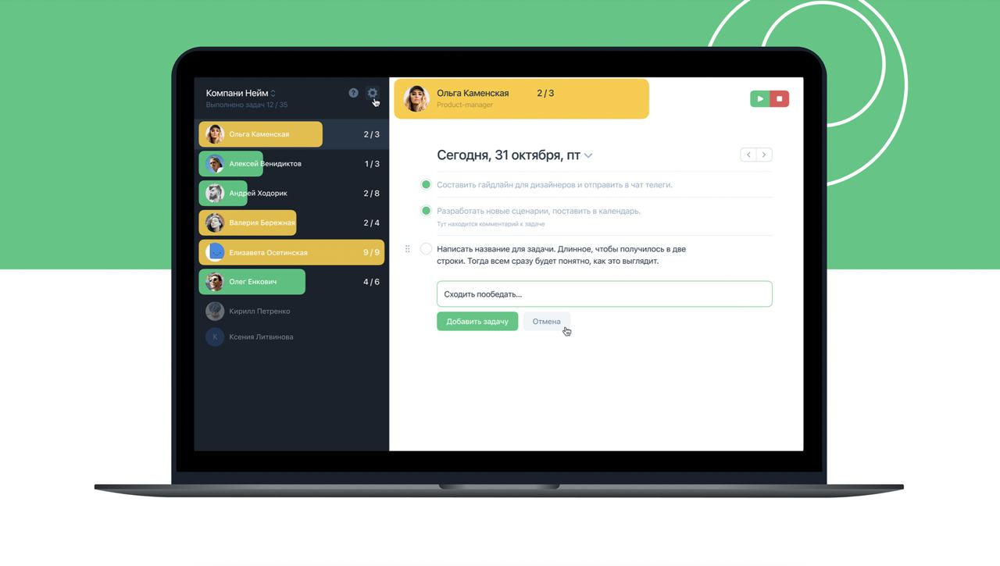 Компани Нейм
Выполнено задач 12 / 35
?
Ольга Каменская 2 / 3
Алексей Венидиктов 1 / 3
Андрей Ходорик 2 / 8
Валерия Бережная 2 / 4
Елизавета Осетинская 9 / 9
Олег Енкович 4 / 6
Кирилл Петренко
К Ксения Литвинова
Ольга Каменская 2 / 3
Product-manager
Сегодня, 31 октября, пт
Составить гайдлайн для дизайнеров и отправить в чат телеги.
Разработать новые сценарии, поставить в календарь.
Тут находится комментарий к задаче
Написать название для задачи. Длинное, чтобы получилось в две
строки. Тогда всем сразу будет понятно, как это выглядит.
Сходить пообедать...
Добавить задачу Отмена